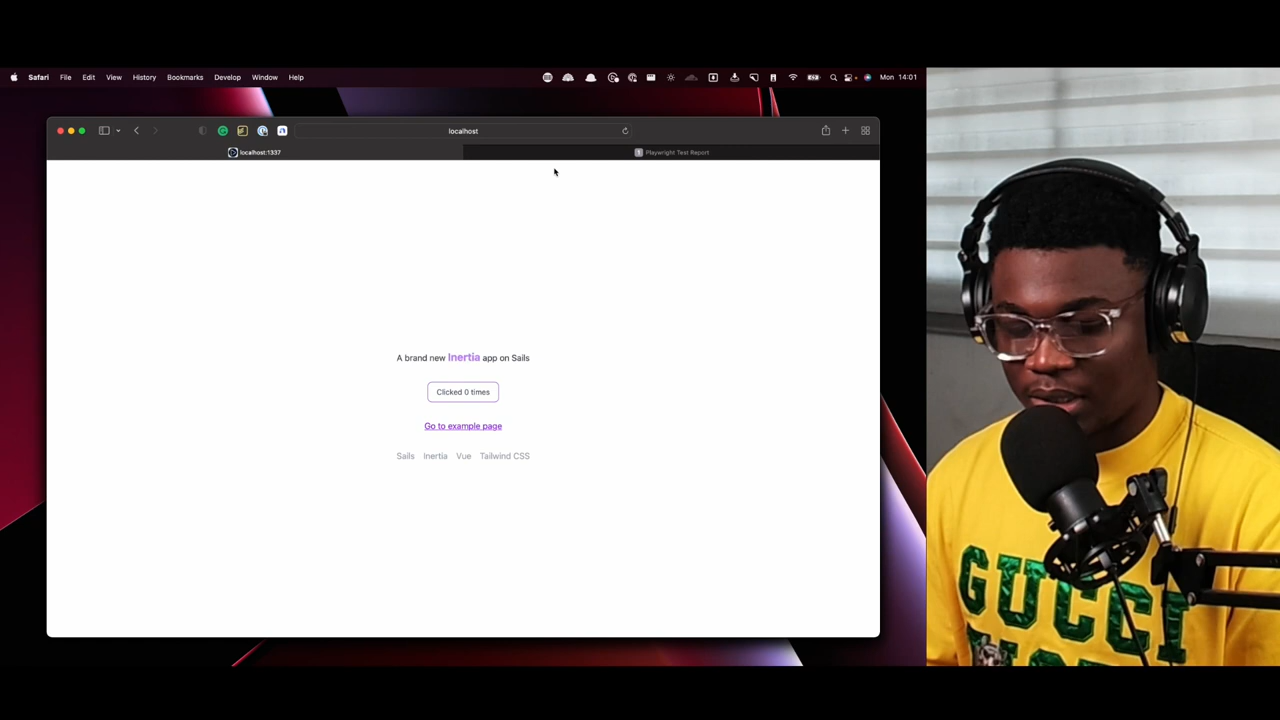 Safari File Edit View History Bookmarks Develop Window Help Mon 14:01
localhost
localhost:1337 Playwright Test Report
A brand new Inertia app on Sails
Clicked 0 times
Go to example page
Sails Inertia Vue Tailwind CSS
GUCCI